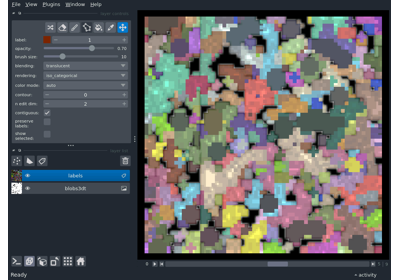 File View Plugins Window Help
label: 1
opacity: 0.70
brush size: 10
blending: translucent
rendering: iso_categorical
color mode: auto
contour: 0
n edit dim: 2
contiguous:
preserve
labels:
show
selected:
labels
blobs3dt
Ready
activity